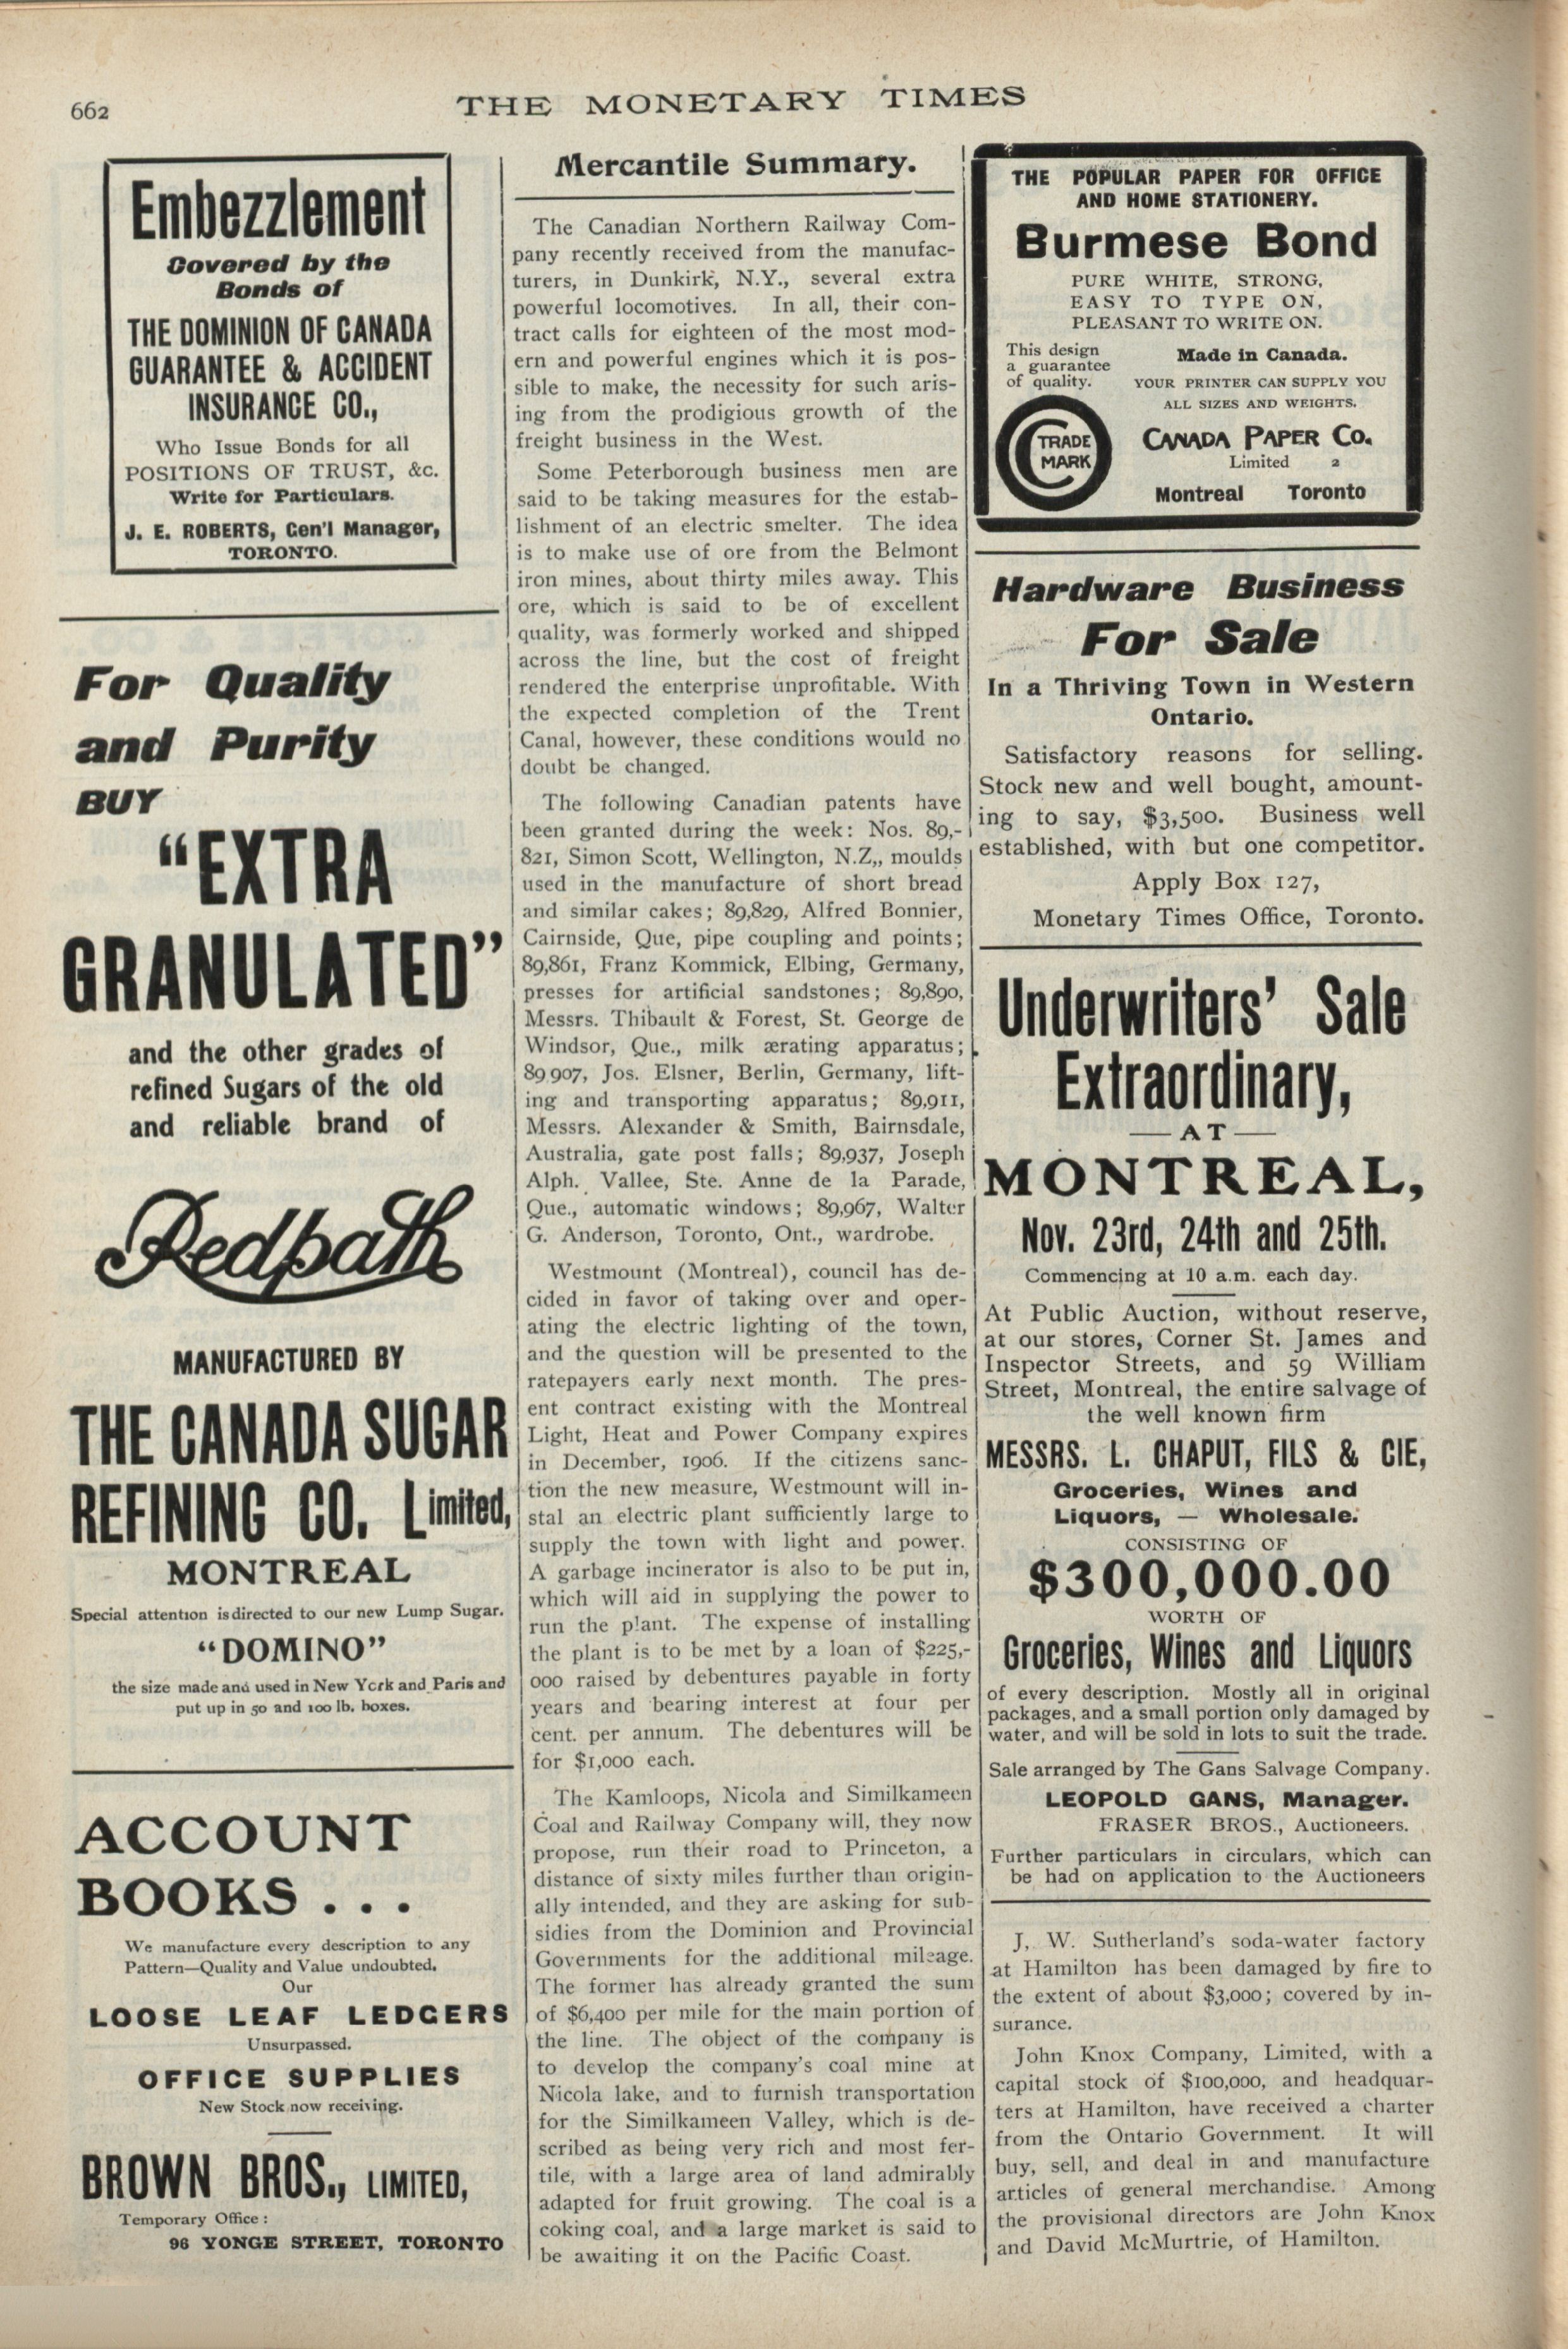 662
THE MONETARY TIMES
Embezzlement
Covered by the
Bonds of
THE DOMINION OF CANADA
GUARANTEE & ACCIDENT
INSURANCE CO.,
Who Issue Bonds for all
POSITIONS OF TRUST, &c.
Write for Particulars.
J. E. ROBERTS, Gen'l Manager,
TORONTO.
For Quality
and Purity
BUY
"EXTRA
GRANULATED"
and the other grades of
refined Sugars of the old
and reliable brand of
Redpath
MANUFACTURED BY
THE CANADA SUGAR
REFINING CO. Limited,
MONTREAL
Special attention is directed to our new Lump Sugar.
"DOMINO"
the size made and used in New York and Paris and
put up in 50 and 100 lb. boxes.
ACCOUNT
BOOKS . . .
We manufacture every description to any
Pattern—Quality and Value undoubted.
Our
LOOSE LEAF LEDGERS
Unsurpassed.
OFFICE SUPPLIES
New Stock now receiving.
BROWN BROS., LIMITED,
Temporary Office :
96 YONGE STREET, TORONTO
Mercantile Summary.
The Canadian Northern Railway Com-
pany recently received from the manufac-
turers, in Dunkirk, N.Y., several extra
powerful locomotives. In all, their con-
tract calls for eighteen of the most mod-
ern and powerful engines which it is pos-
sible to make, the necessity for such aris-
ing from the prodigious growth of the
freight business in the West.
Some Peterborough business men are
said to be taking measures for the estab-
lishment of an electric smelter. The idea
is to make use of ore from the Belmont
iron mines, about thirty miles away. This
ore, which is said to be of excellent
quality, was formerly worked and shipped
across the line, but the cost of freight
rendered the enterprise unprofitable. With
the expected completion of the Trent
Canal, however, these conditions would no
doubt be changed.
The following Canadian patents have
been granted during the week: Nos. 89,-
821, Simon Scott, Wellington, N.Z,, moulds
used in the manufacture of short bread
and similar cakes; 89,829, Alfred Bonnier,
Cairnside, Que, pipe coupling and points;
89,861, Franz Kommick, Elbing, Germany,
presses for artificial sandstones; 89,890,
Messrs. Thibault & Forest, St. George de
Windsor, Que., milk ærating apparatus;
89.907, Jos. Elsner, Berlin, Germany, lift-
ing and transporting apparatus; 89,911,
Messrs. Alexander & Smith, Bairnsdale,
Australia, gate post falls; 89,937, Joseph
Alph. Vallee, Ste. Anne de la Parade,
Que., automatic windows; 89,967, Walter
G. Anderson, Toronto, Ont., wardrobe.
Westmount (Montreal), council has de-
cided in favor of taking over and oper-
ating the electric lighting of the town,
and the question will be presented to the
ratepayers early next month. The pres-
ent contract existing with the Montreal
Light, Heat and Power Company expires
in December, 1906. If the citizens sanc-
tion the new measure, Westmount will in-
stal an electric plant sufficiently large to
supply the town with light and power.
A garbage incinerator is also to be put in,
which will aid in supplying the power to
run the plant. The expense of installing
the plant is to be met by a loan of $225,-
000 raised by debentures payable in forty
years and bearing interest at four per
cent. per annum. The debentures will be
for $1,000 each.
The Kamloops, Nicola and Similkameen
Coal and Railway Company will, they now
propose, run their road to Princeton, a
distance of sixty miles further than origin-
ally intended, and they are asking for sub-
sidies from the Dominion and Provincial
Governments for the additional mileage.
The former has already granted the sum
of $6,400 per mile for the main portion of
the line. The object of the company is
to develop the company's coal mine at
Nicola lake, and to furnish transportation
for the Similkameen Valley, which is de-
scribed as being very rich and most fer-
tile, with a large area of land admirably
adapted for fruit growing. The coal is a
coking coal, and a large market is said to
be awaiting it on the Pacific Coast.
THE POPULAR PAPER FOR OFFICE
AND HOME STATIONERY.
Burmese Bond
PURE WHITE, STRONG,
EASY TO TYPE ON,
PLEASANT TO WRITE ON.
This design
a guarantee
of quality.
TRADE
MARK
Made in Canada.
YOUR PRINTER CAN SUPPLY YOU
ALL SIZES AND WEIGHTS.
CANADA PAPER CO.
Limited 2
Montreal Toronto
Hardware Business
For Sale
In a Thriving Town in Western
Ontario.
Satisfactory reasons for selling.
Stock new and well bought, amount-
ing to say, $3,500. Business well
established, with but one competitor.
Apply Box 127,
Monetary Times Office, Toronto.
Underwriters' Sale
Extraordinary,
— AT —
MONTREAL,
Nov. 23rd, 24th and 25th.
Commencing at 10 a.m. each day.
At Public Auction, without reserve,
at our stores, Corner St. James and
Inspector Streets, and 59 William
Street, Montreal, the entire salvage of
the well known firm
MESSRS. L. CHAPUT, FILS & CIE,
Groceries, Wines and
Liquors, — Wholesale.
CONSISTING OF
$300,000.00
WORTH OF
Groceries, Wines and Liquors
of every description. Mostly all in original
packages, and a small portion only damaged by
water, and will be sold in lots to suit the trade.
Sale arranged by The Gans Salvage Company.
LEOPOLD GANS, Manager.
FRASER BROS., Auctioneers.
Further particulars in circulars, which can
be had on application to the Auctioneers
J, W. Sutherland's soda-water factory
at Hamilton has been damaged by fire to
the extent of about $3,000; covered by in-
surance.
John Knox Company, Limited, with a
capital stock of $100,000, and headquar-
ters at Hamilton, have received a charter
from the Ontario Government. It will
buy, sell, and deal in and manufacture
articles of general merchandise. Among
the provisional directors are John Knox
and David McMurtrie, of Hamilton.